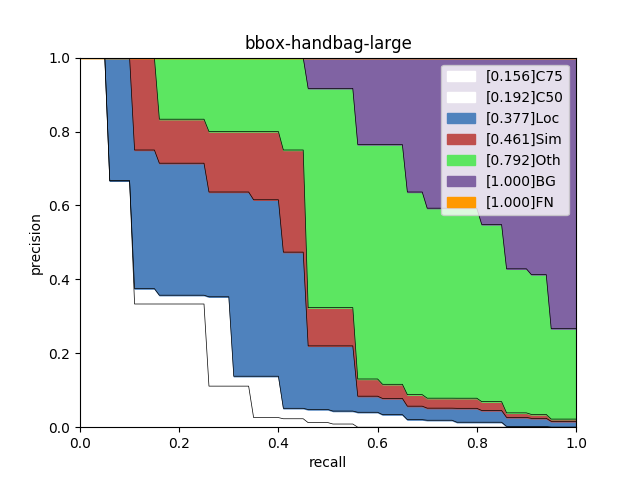 bbox-handbag-large
1.0
0.8
0.6
0.4
0.2
0.0
precision
[0.156]C75
[0.192]C50
[0.377]Loc
[0.461]Sim
[0.792]Oth
[1.000]BG
[1.000]FN
0.0 0.2 0.4 0.6 0.8 1.0
recall